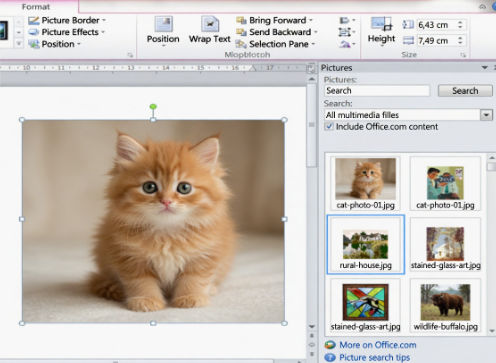 Format
Picture Border
Picture Effects
Position
Position
Wrap Text
Bring Forward
Send Backward
Selection Pane
Mioptfotch
Height
6,43 cm
7,49 cm
Size
10 11 12 13 14 15 16 17 18
Pictures
Pictures:
Search
Search
Search:
All multimedia filles
Include Office.com content
cat-photo-01.jpg
cat-photo-01.jpg
rural-house.jpg
stained-glass-art.jpg
stained-glass-art.jpg
wildlife-buffalo.jpg
More on Office.com
Picture search tips